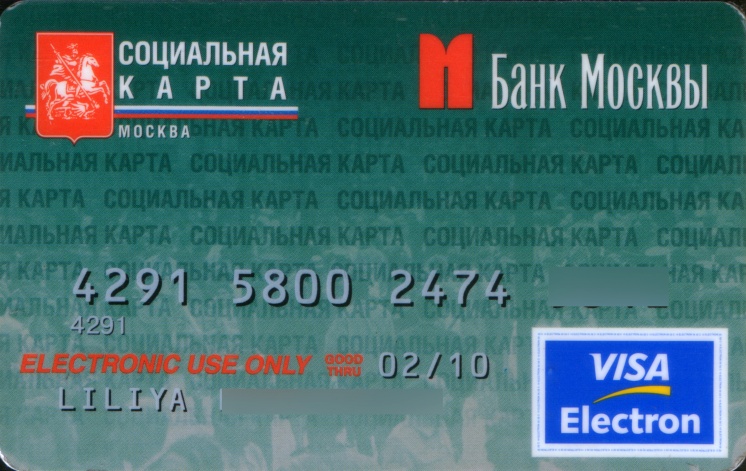 СОЦИАЛЬНАЯ
КАРТА
МОСКВА
Банк Москвы
СОЦИАЛЬНАЯ КАРТА СОЦИАЛЬНАЯ КАРТА
4291 5800 2474
4291
ELECTRONIC USE ONLY GOOD THRU 02/10
LILIYA
VISA
Electron